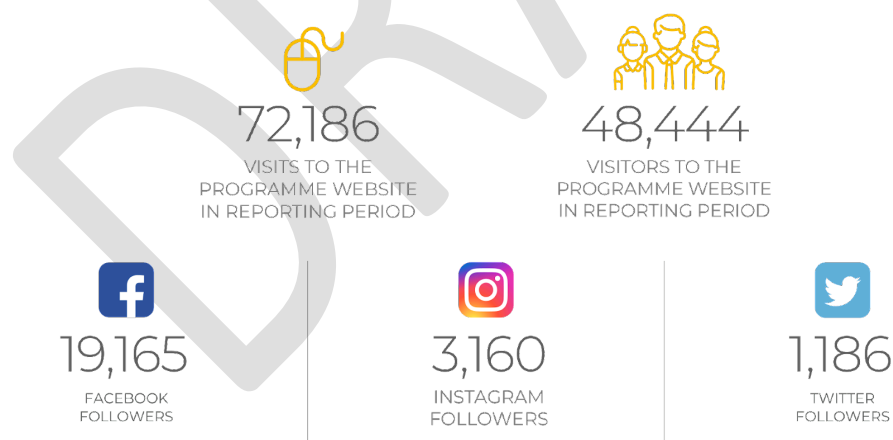 72,186
VISITS TO THE
PROGRAMME WEBSITE
IN REPORTING PERIOD
48,444
VISITORS TO THE
PROGRAMME WEBSITE
IN REPORTING PERIOD
19,165
FACEBOOK
FOLLOWERS
3,160
INSTAGRAM
FOLLOWERS
1,186
TWITTER
FOLLOWERS